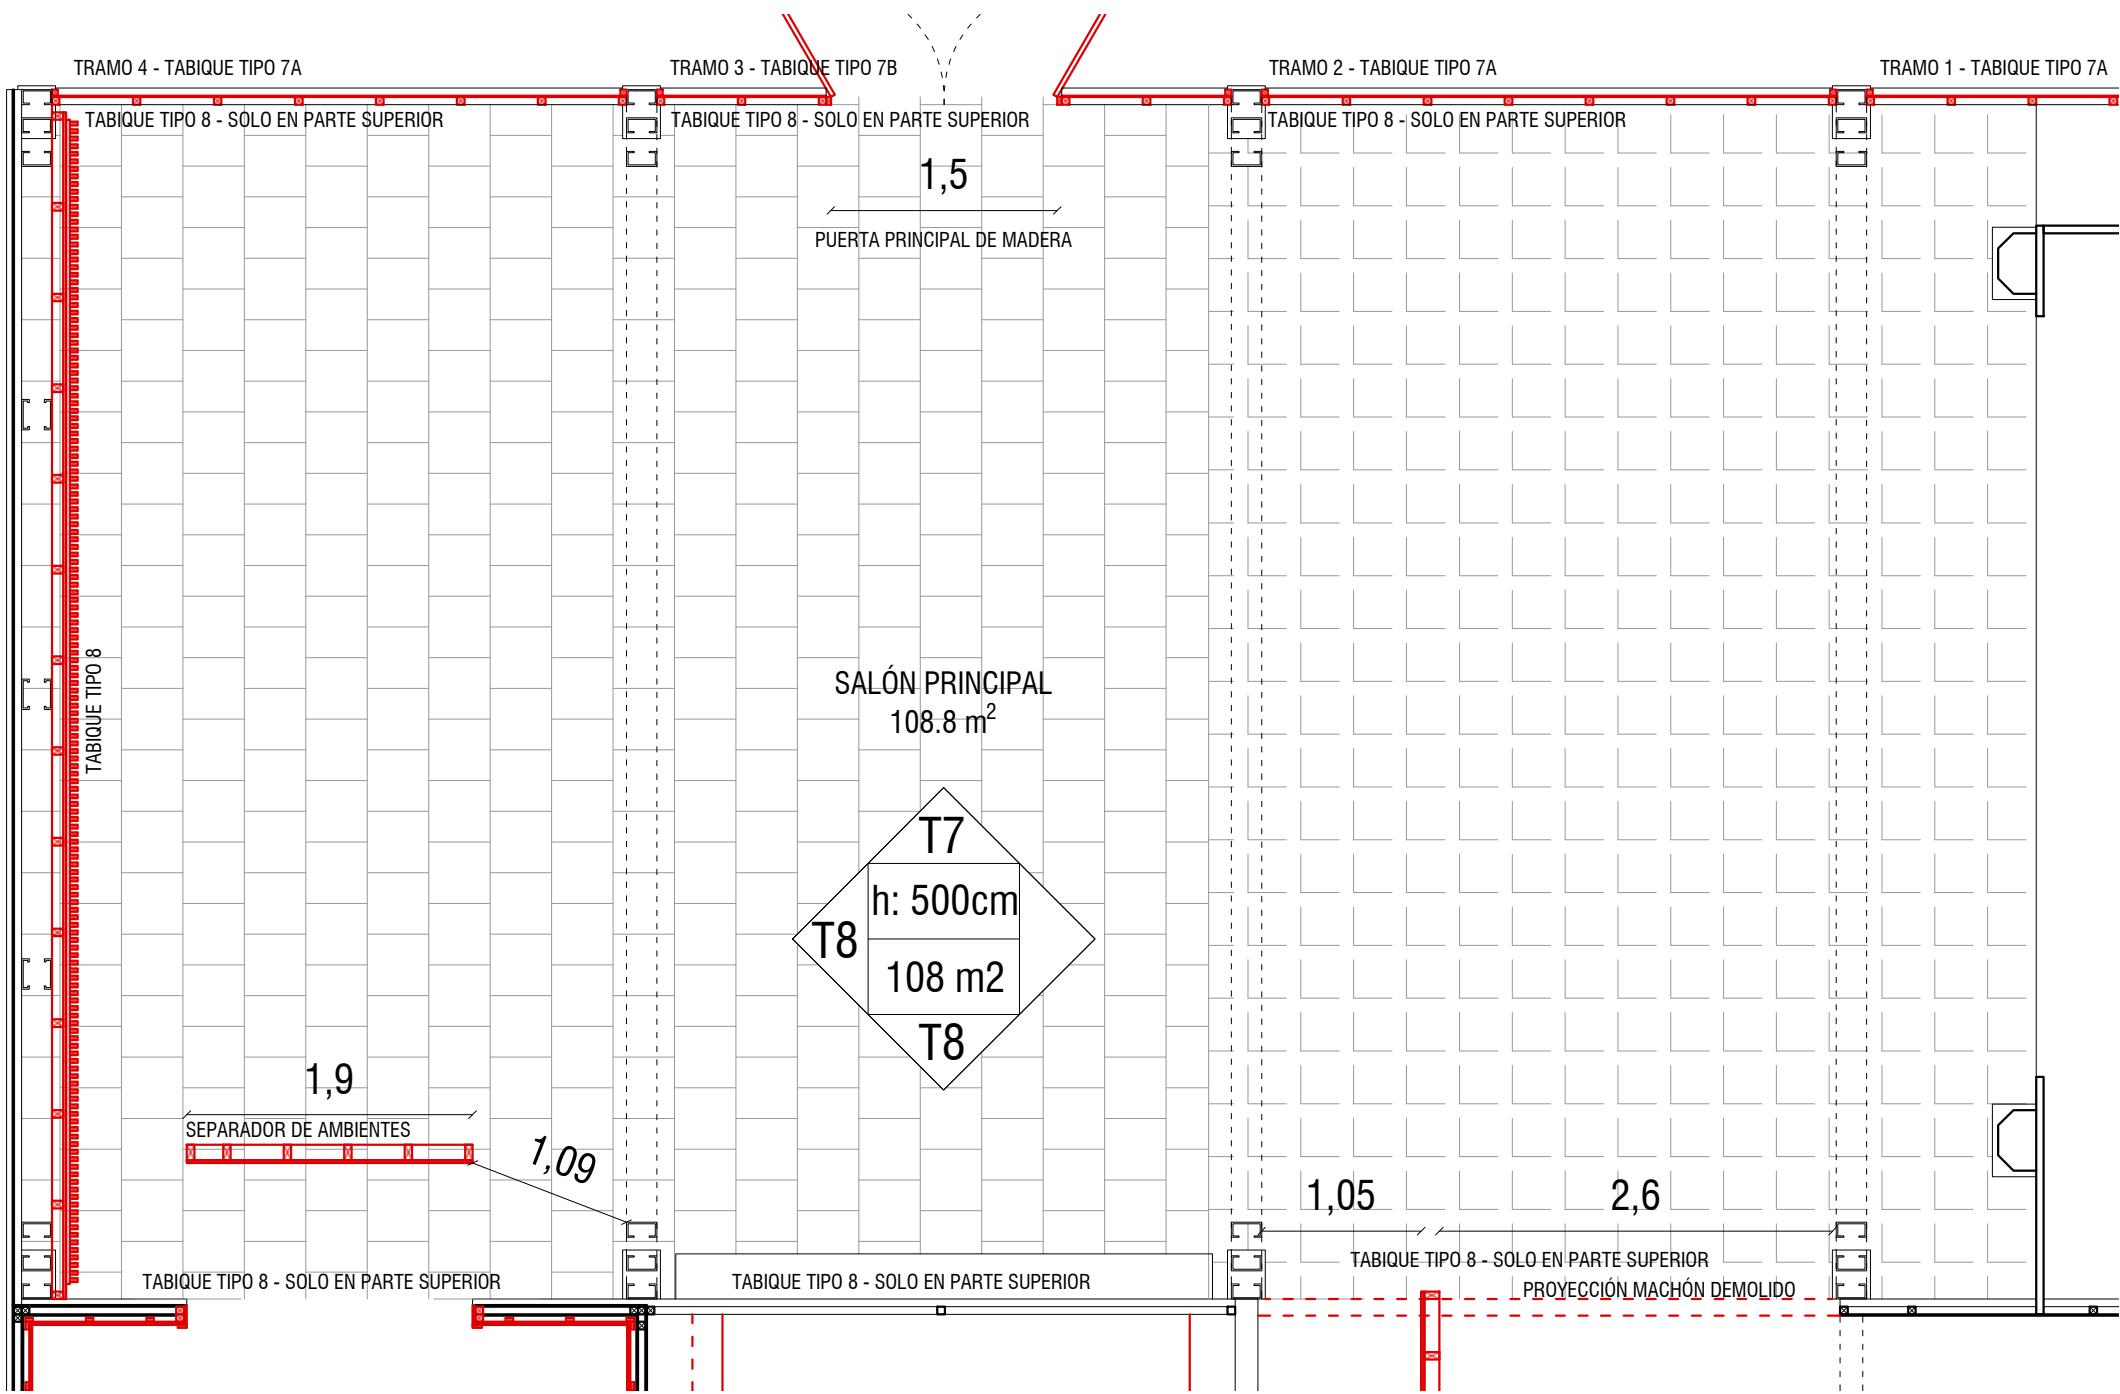 TRAMO 4 - TABIQUE TIPO 7A
TRAMO 3 - TABIQUE TIPO 7B
TRAMO 2 - TABIQUE TIPO 7A
TRAMO 1 - TABIQUE TIPO 7A
TABIQUE TIPO 8 - SOLO EN PARTE SUPERIOR
TABIQUE TIPO 8 - SOLO EN PARTE SUPERIOR
TABIQUE TIPO 8 - SOLO EN PARTE SUPERIOR
1,5
PUERTA PRINCIPAL DE MADERA
TABIQUE TIPO 8
SALÓN PRINCIPAL
108.8 m²
T7
h: 500cm
T8
108 m2
T8
1,9
SEPARADOR DE AMBIENTES
1,09
1,05
2,6
TABIQUE TIPO 8 - SOLO EN PARTE SUPERIOR
TABIQUE TIPO 8 - SOLO EN PARTE SUPERIOR
TABIQUE TIPO 8 - SOLO EN PARTE SUPERIOR
PROYECCIÓN MACHÓN DEMOLIDO